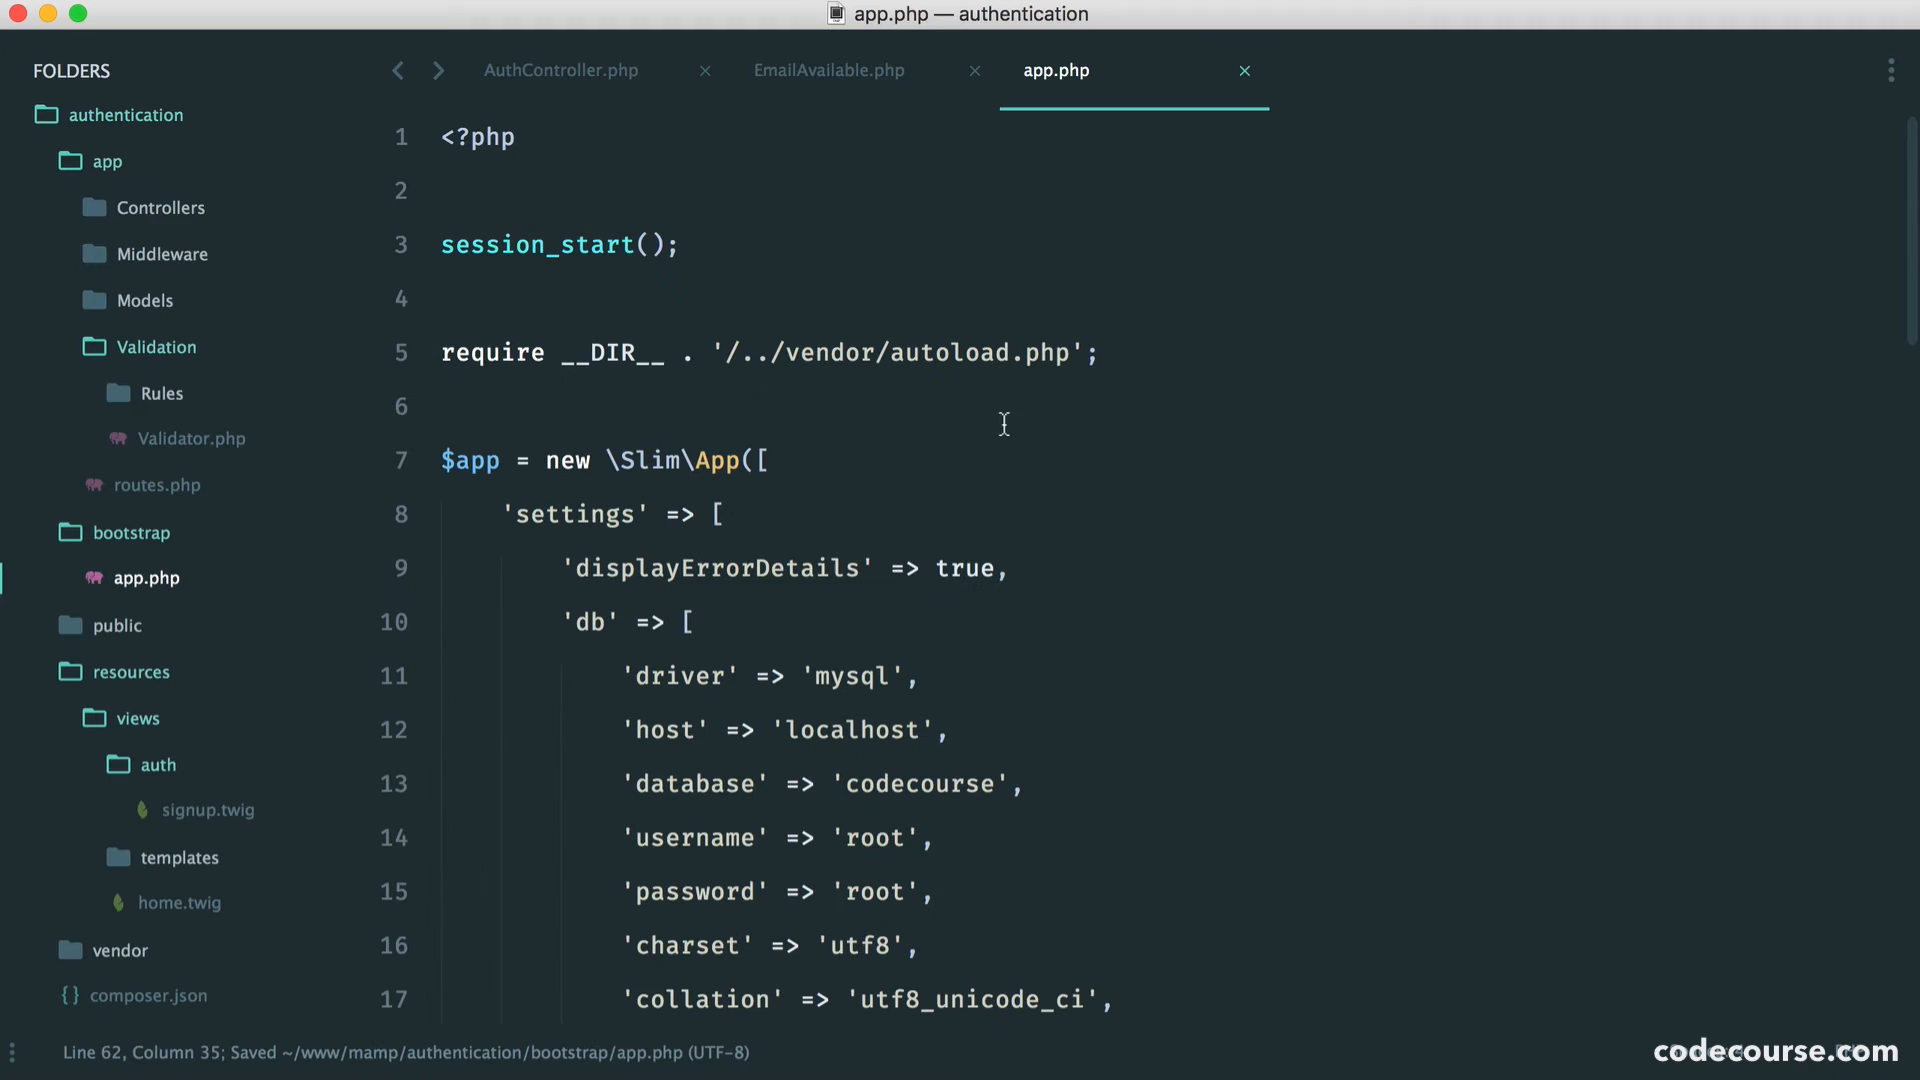 app.php — authentication
FOLDERS
authentication
app
Controllers
Middleware
Models
Validation
Rules
Validator.php
routes.php
bootstrap
app.php
public
resources
views
auth
signup.twig
templates
home.twig
vendor
{} composer.json
AuthController.php
EmailAvailable.php
app.php
1 <?php
2
3 session_start();
4
5 require __DIR__ . '/../vendor/autoload.php';
6
7 $app = new \Slim\App([
8 'settings' => [
9 'displayErrorDetails' => true,
10 'db' => [
11 'driver' => 'mysql',
12 'host' => 'localhost',
13 'database' => 'codecourse',
14 'username' => 'root',
15 'password' => 'root',
16 'charset' => 'utf8',
17 'collation' => 'utf8_unicode_ci',
Line 62, Column 35; Saved ~/www/mamp/authentication/bootstrap/app.php (UTF-8)
codecourse.com